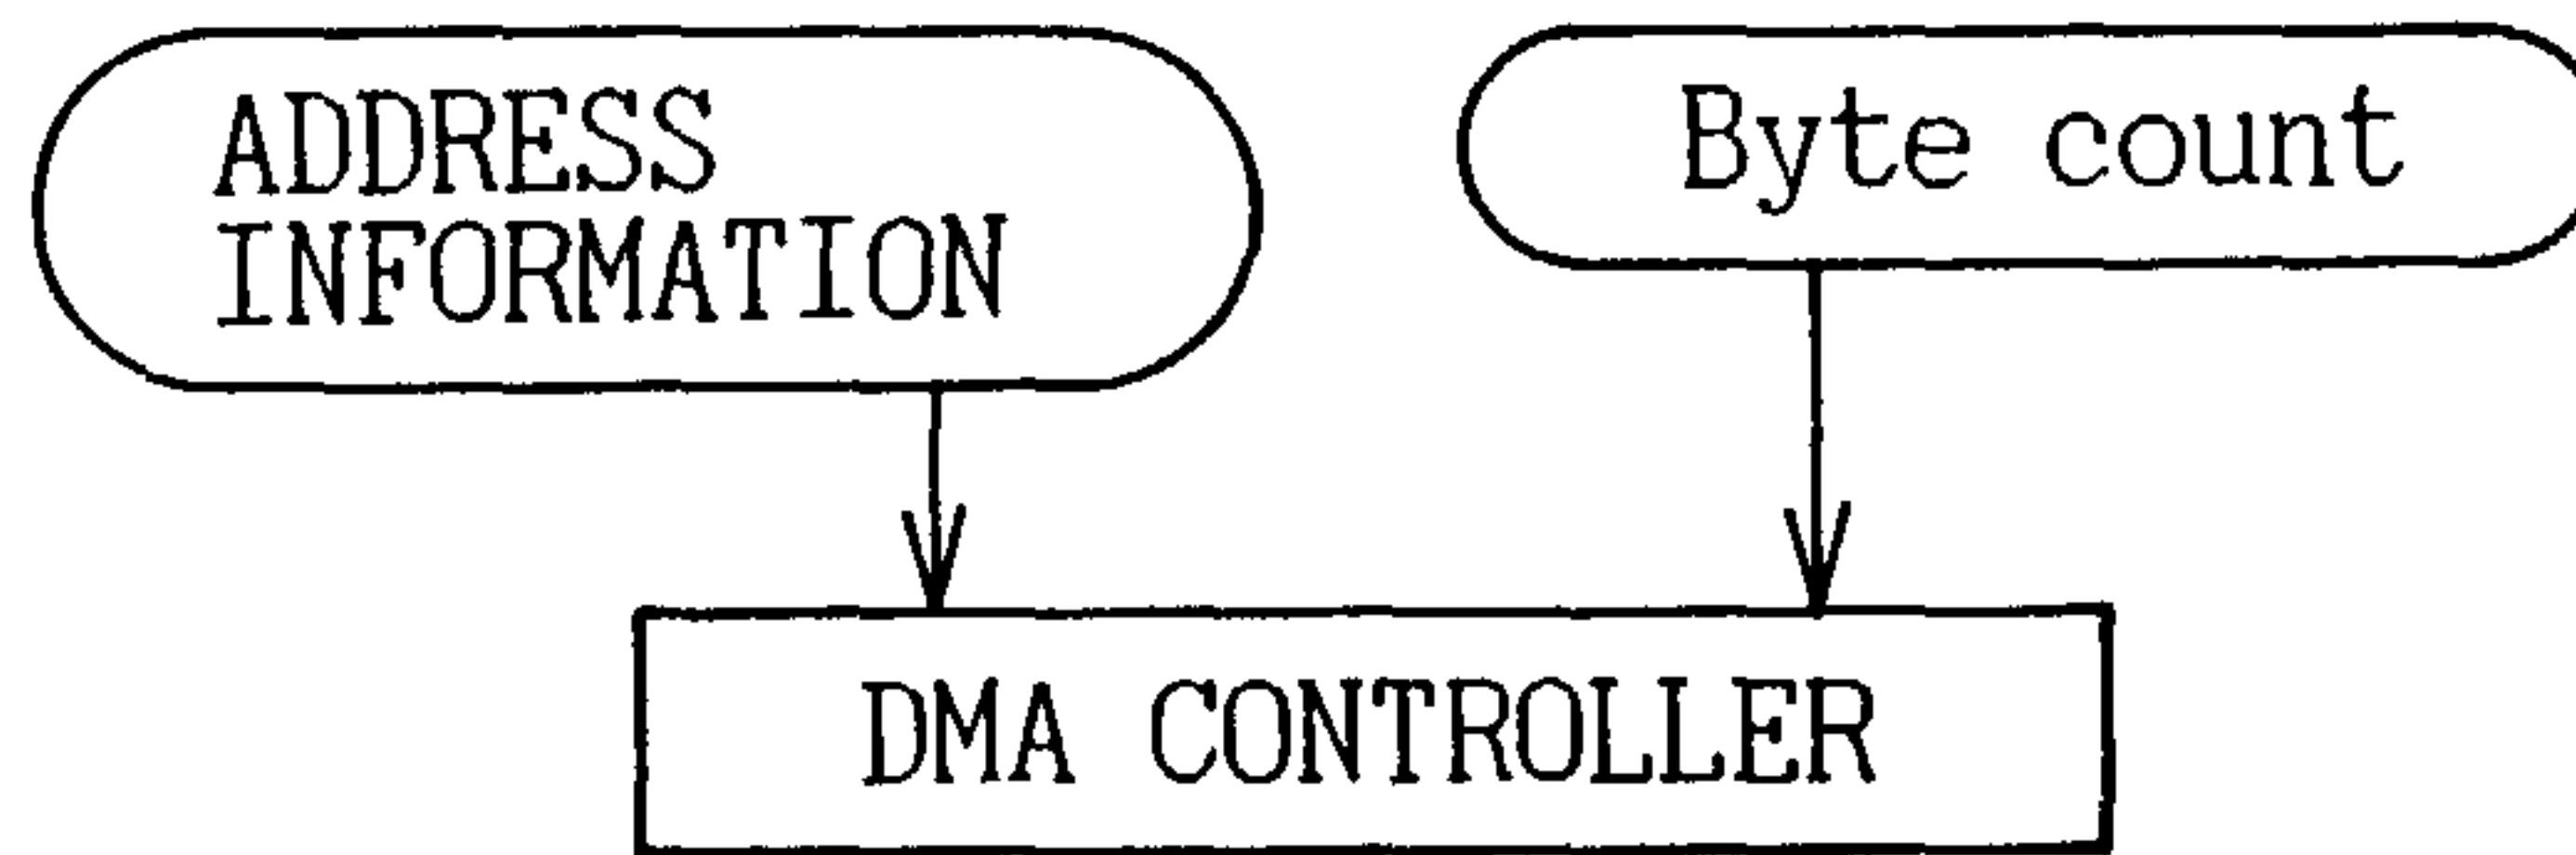 ADDRESS
INFORMATION
Byte count
DMA CONTROLLER